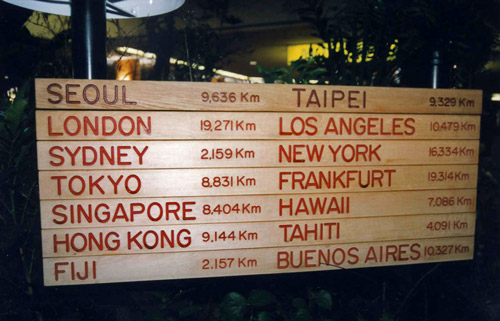 SEOUL 9,636 Km TAIPEI 9,329 Km
LONDON 19,271 Km LOS ANGELES 10,479 Km
SYDNEY 2,159 Km NEW YORK 16,334 Km
TOKYO 8,831 Km FRANKFURT 19,314 Km
SINGAPORE 8,404 Km HAWAII 7,086 Km
HONG KONG 9,144 Km TAHITI 4,091 Km
FIJI 2,157 Km BUENOS AIRES 10,327 Km